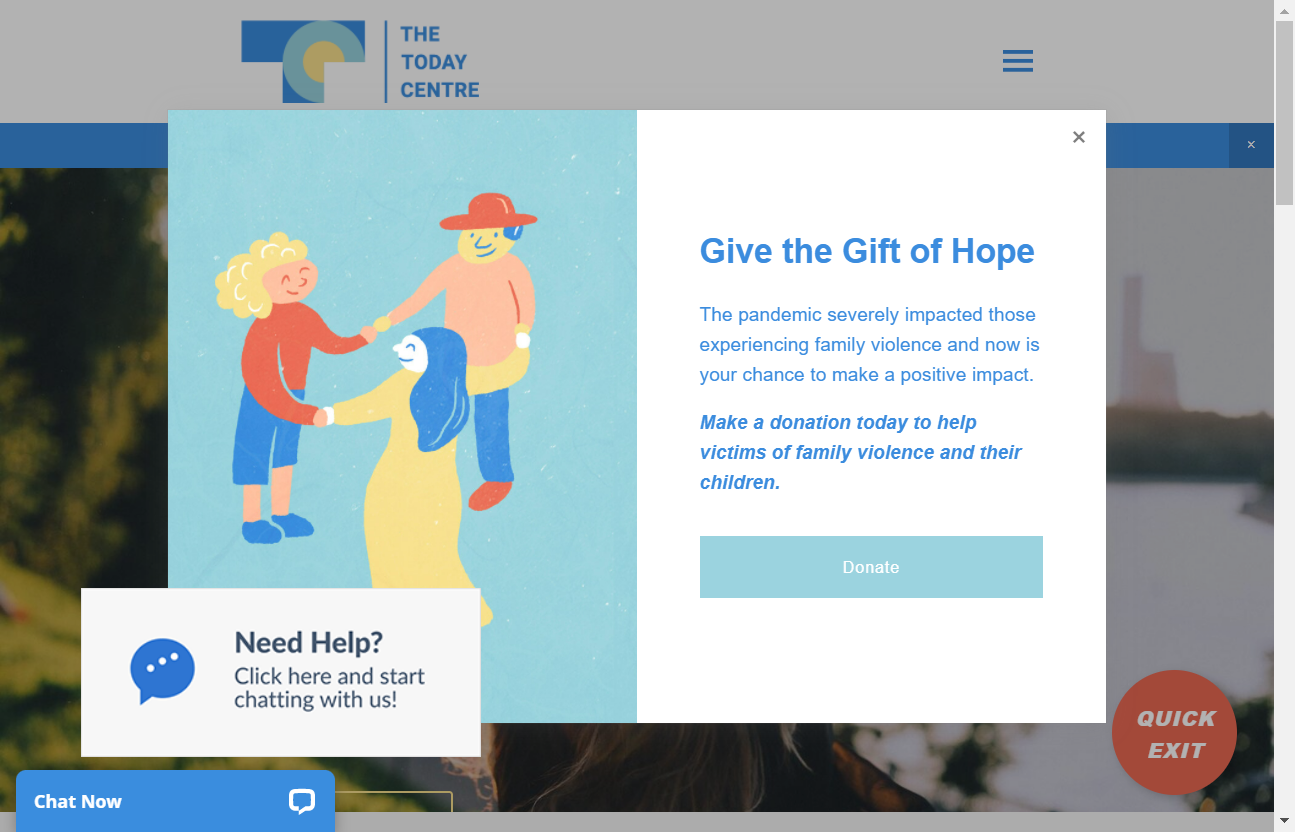 THE
TODAY
CENTRE
×
×
Give the Gift of Hope
The pandemic severely impacted those
experiencing family violence and now is
your chance to make a positive impact.
Make a donation today to help
victims of family violence and their
children.
Donate
Need Help?
Click here and start
chatting with us!
QUICK
EXIT
Chat Now